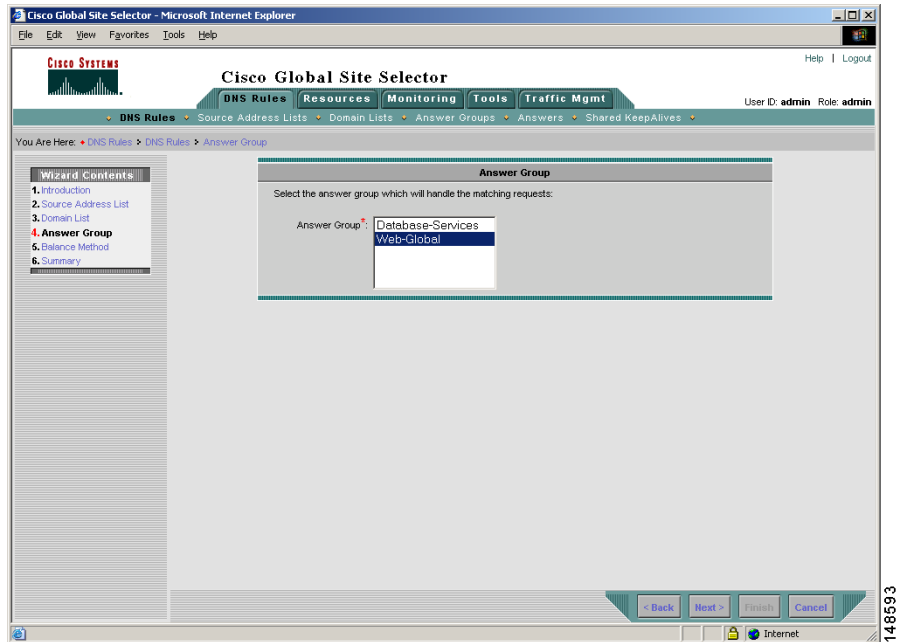 Cisco Global Site Selector - Microsoft Internet Explorer
File Edit View Favorites Tools Help
CISCO SYSTEMS
Cisco Global Site Selector
Help | Logout
DNS Rules Resources Monitoring Tools Traffic Mgmt
User ID: admin Role: admin
DNS Rules Source Address Lists Domain Lists Answer Groups Answers Shared KeepAlives
You Are Here: DNS Rules > DNS Rules > Answer Group
Wizard Contents
1. Introduction
2. Source Address List
3. Domain List
4. Answer Group
5. Balance Method
6. Summary
Answer Group
Select the answer group which will handle the matching requests:
Answer Group*:
Database-Services
Web-Global
< Back Next > Finish Cancel
Internet
148593